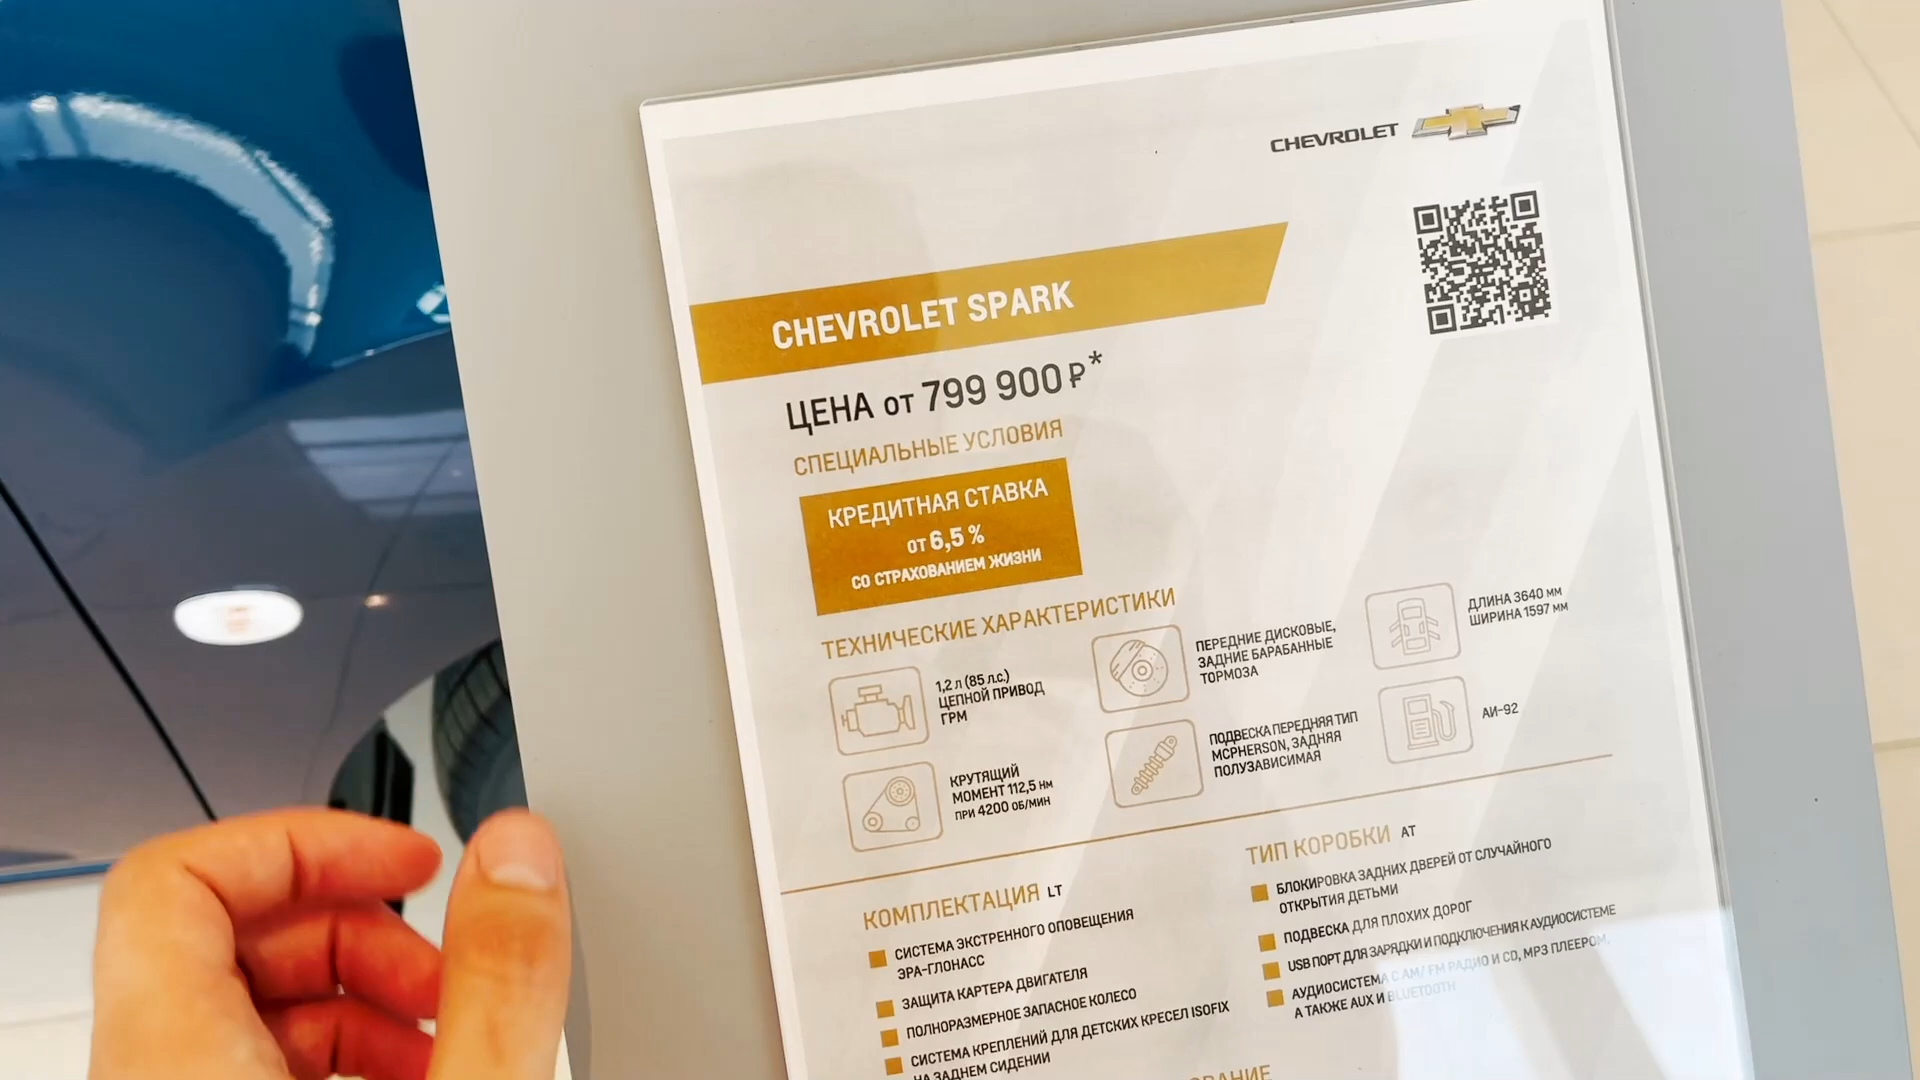 CHEVROLET
CHEVROLET SPARK
ЦЕНА ОТ 799 900 ₽*
СПЕЦИАЛЬНЫЕ УСЛОВИЯ
КРЕДИТНАЯ СТАВКА
ОТ 6,5 %
СО СТРАХОВАНИЕМ ЖИЗНИ
ТЕХНИЧЕСКИЕ ХАРАКТЕРИСТИКИ
1,2 л (85 л.с.)
ЦЕПНОЙ ПРИВОД
ГРМ
КРУТЯЩИЙ
МОМЕНТ 112,5 Нм
ПРИ 4200 ОБ/МИН
ПЕРЕДНИЕ ДИСКОВЫЕ,
ЗАДНИЕ БАРАБАННЫЕ
ТОРМОЗА
ПОДВЕСКА ПЕРЕДНЯЯ ТИП
MCPHERSON, ЗАДНЯЯ
ПОЛУЗАВИСИМАЯ
ДЛИНА 3640 мм
ШИРИНА 1597 мм
АИ-92
КОМПЛЕКТАЦИЯ LT
СИСТЕМА ЭКСТРЕННОГО ОПОВЕЩЕНИЯ
ЭРА-ГЛОНАСС
ЗАЩИТА КАРТЕРА ДВИГАТЕЛЯ
ПОЛНОРАЗМЕРНОЕ ЗАПАСНОЕ КОЛЕСО
СИСТЕМА КРЕПЛЕНИЙ ДЛЯ ДЕТСКИХ КРЕСЕЛ ISOFIX
НА ЗАДНЕМ СИДЕНИИ
ТИП КОРОБКИ AT
БЛОКИРОВКА ЗАДНИХ ДВЕРЕЙ ОТ СЛУЧАЙНОГО
ОТКРЫТИЯ ДЕТЬМИ
ПОДВЕСКА ДЛЯ ПЛОХИХ ДОРОГ
USB ПОРТ ДЛЯ ЗАРЯДКИ И ПОДКЛЮЧЕНИЯ К АУДИОСИСТЕМЕ
АУДИОСИСТЕМА С AM/ FM РАДИО И CD, MP3 ПЛЕЕРОМ,
А ТАКЖЕ AUX И BLUETOOTH